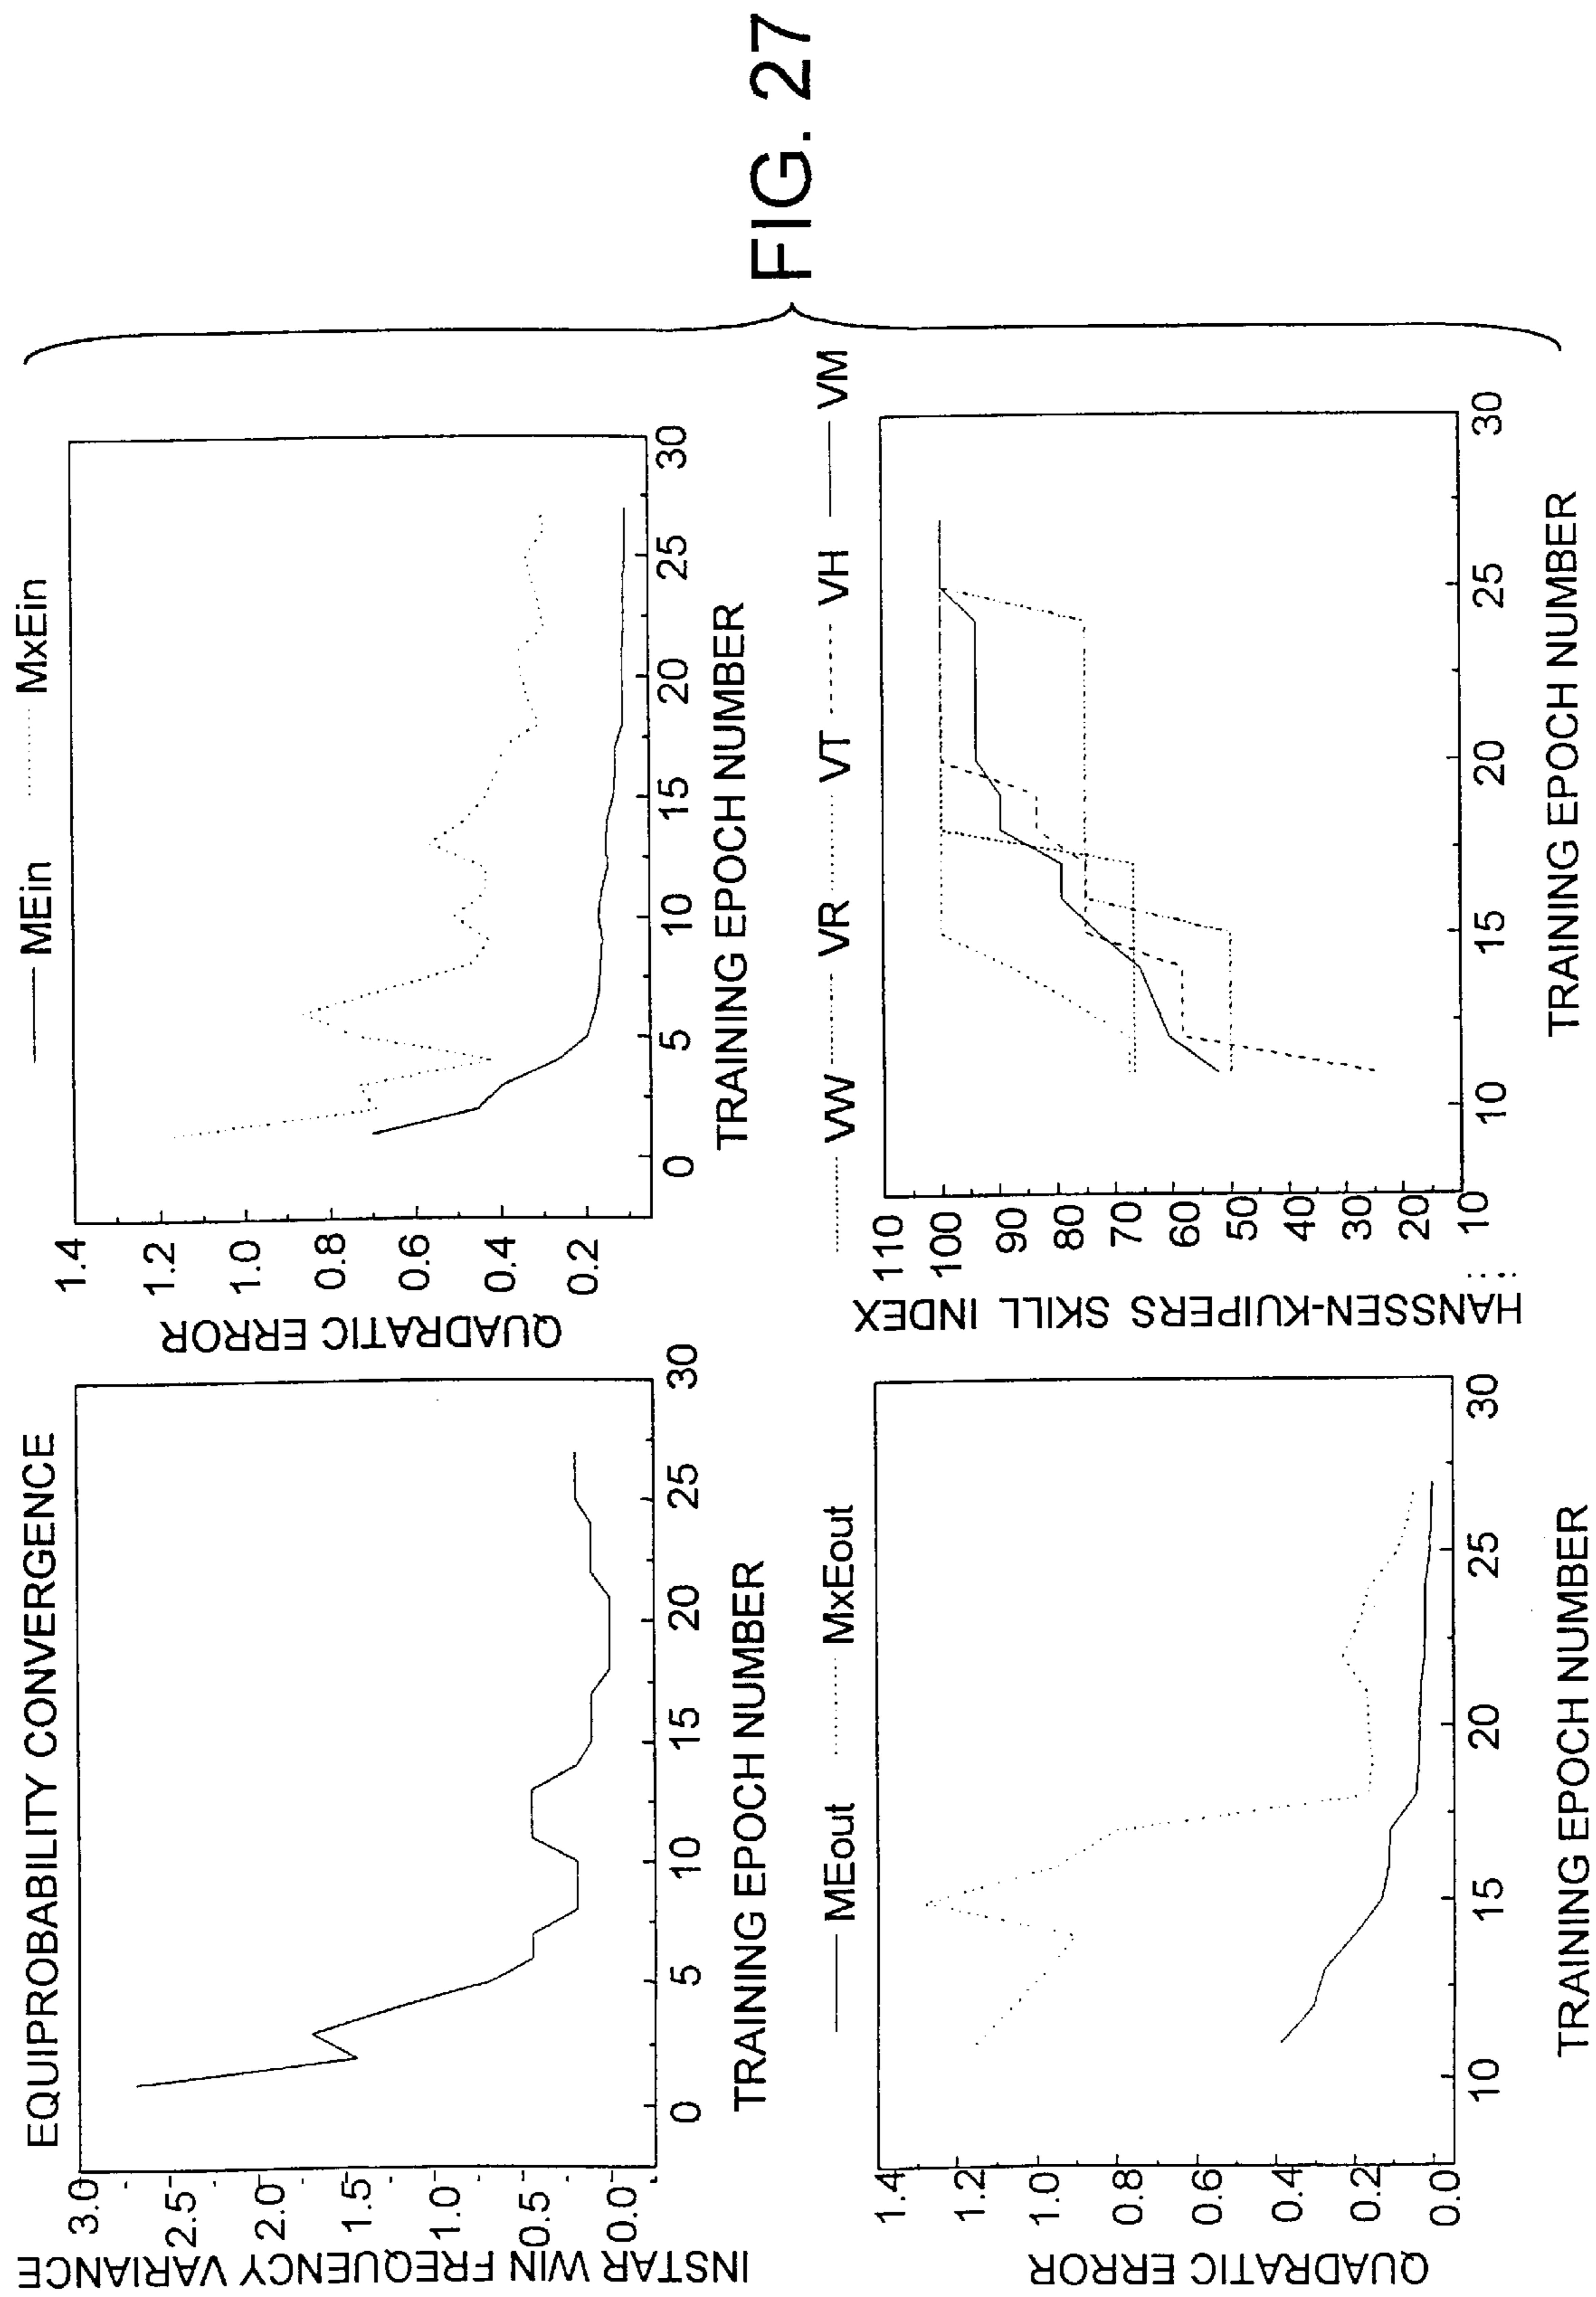 EQUIPROBABILITY CONVERGENCE
INSTAR WIN FREQUENCY VARIANCE
3.0
2.5
2.0
1.5
1.0
0.5
0.0
0 5 10 15 20 25 30
TRAINING EPOCH NUMBER
MEin MxEin
QUADRATIC ERROR
1.4
1.2
1.0
0.8
0.6
0.4
0.2
0 5 10 15 20 25 30
TRAINING EPOCH NUMBER
MEout MxEout
QUADRATIC ERROR
1.4
1.2
1.0
0.8
0.6
0.4
0.2
0.0
10 15 20 25 30
TRAINING EPOCH NUMBER
VW VR VT VH VM
HANSSEN-KUIPERS SKILL INDEX
110
100
90
80
70
60
50
40
30
20
10
10 15 20 25 30
TRAINING EPOCH NUMBER
FIG. 27